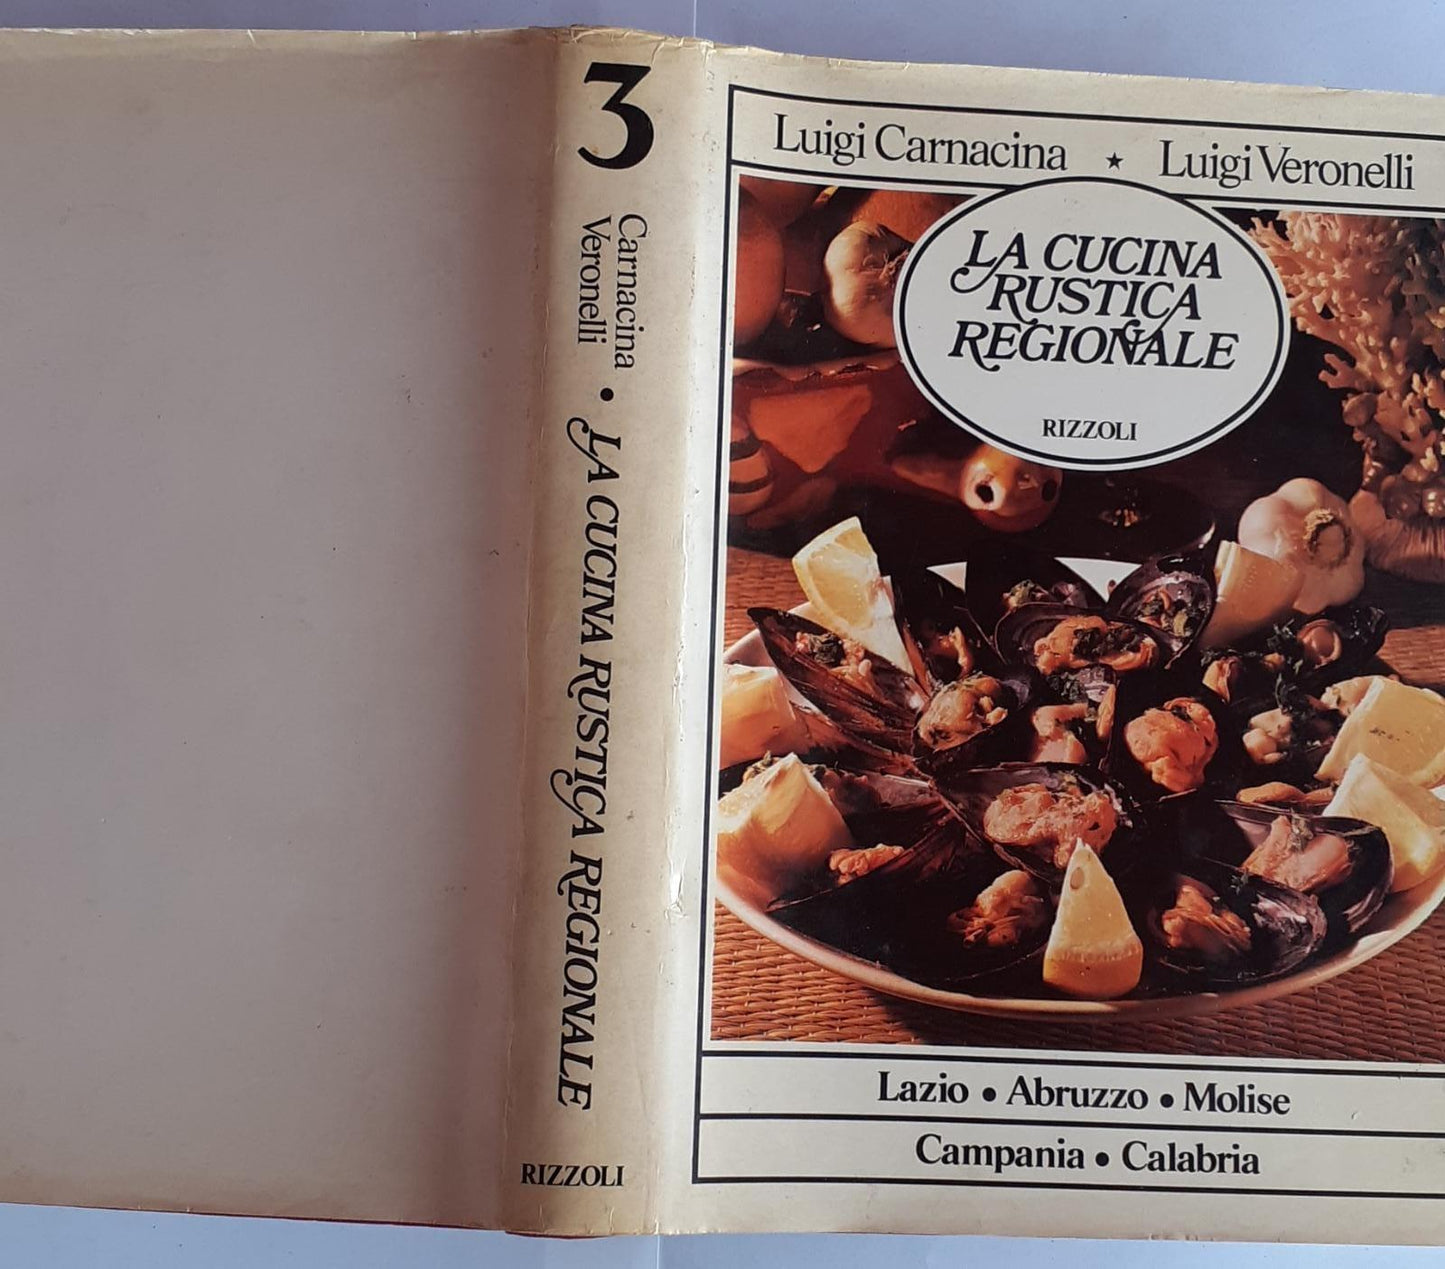 3
Carnacina
Veronelli
• LA CUCINA RUSTICA REGIONALE
RIZZOLI
Luigi Carnacina ★ Luigi Veronelli
LA CUCINA
RUSTICA
REGIONALE
RIZZOLI
Lazio • Abruzzo • Molise
Campania • Calabria